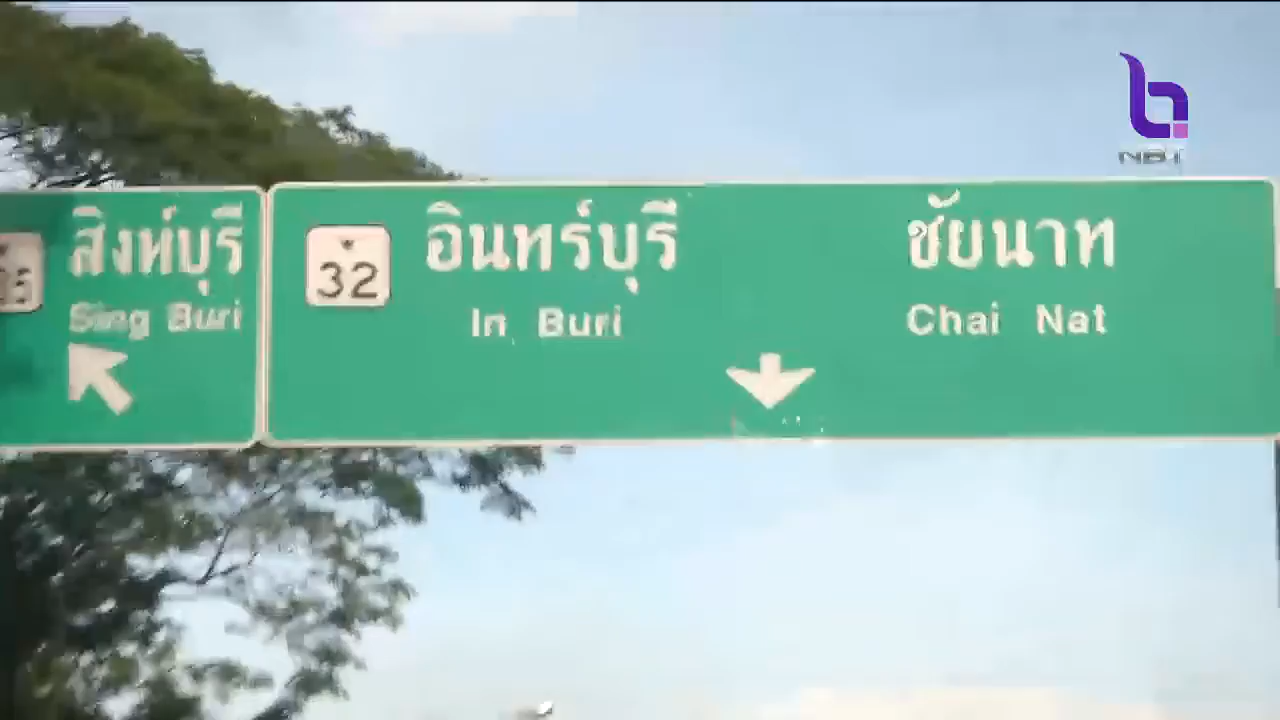 NBT
สิงห์บุรี
Sing Buri
32
อินทร์บุรี
In Buri
ชัยนาท
Chai Nat